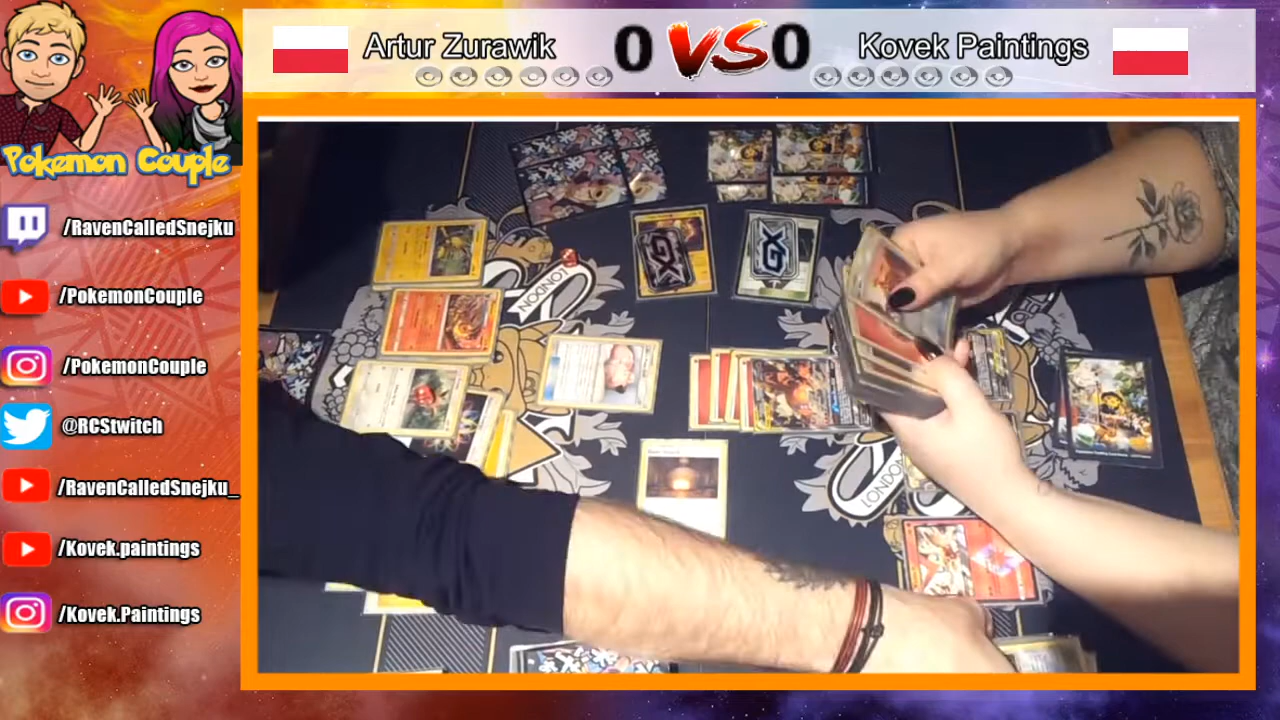 Artur Zurawik
0 VS 0
Kovek Paintings
Pokemon Couple
/RavenCalledSnejku
/PokemonCouple
/PokemonCouple
@RCStwitch
/RavenCalledSnejku_
/Kovek.paintings
/Kovek.Paintings
GX
GX
LONDON
LONDON